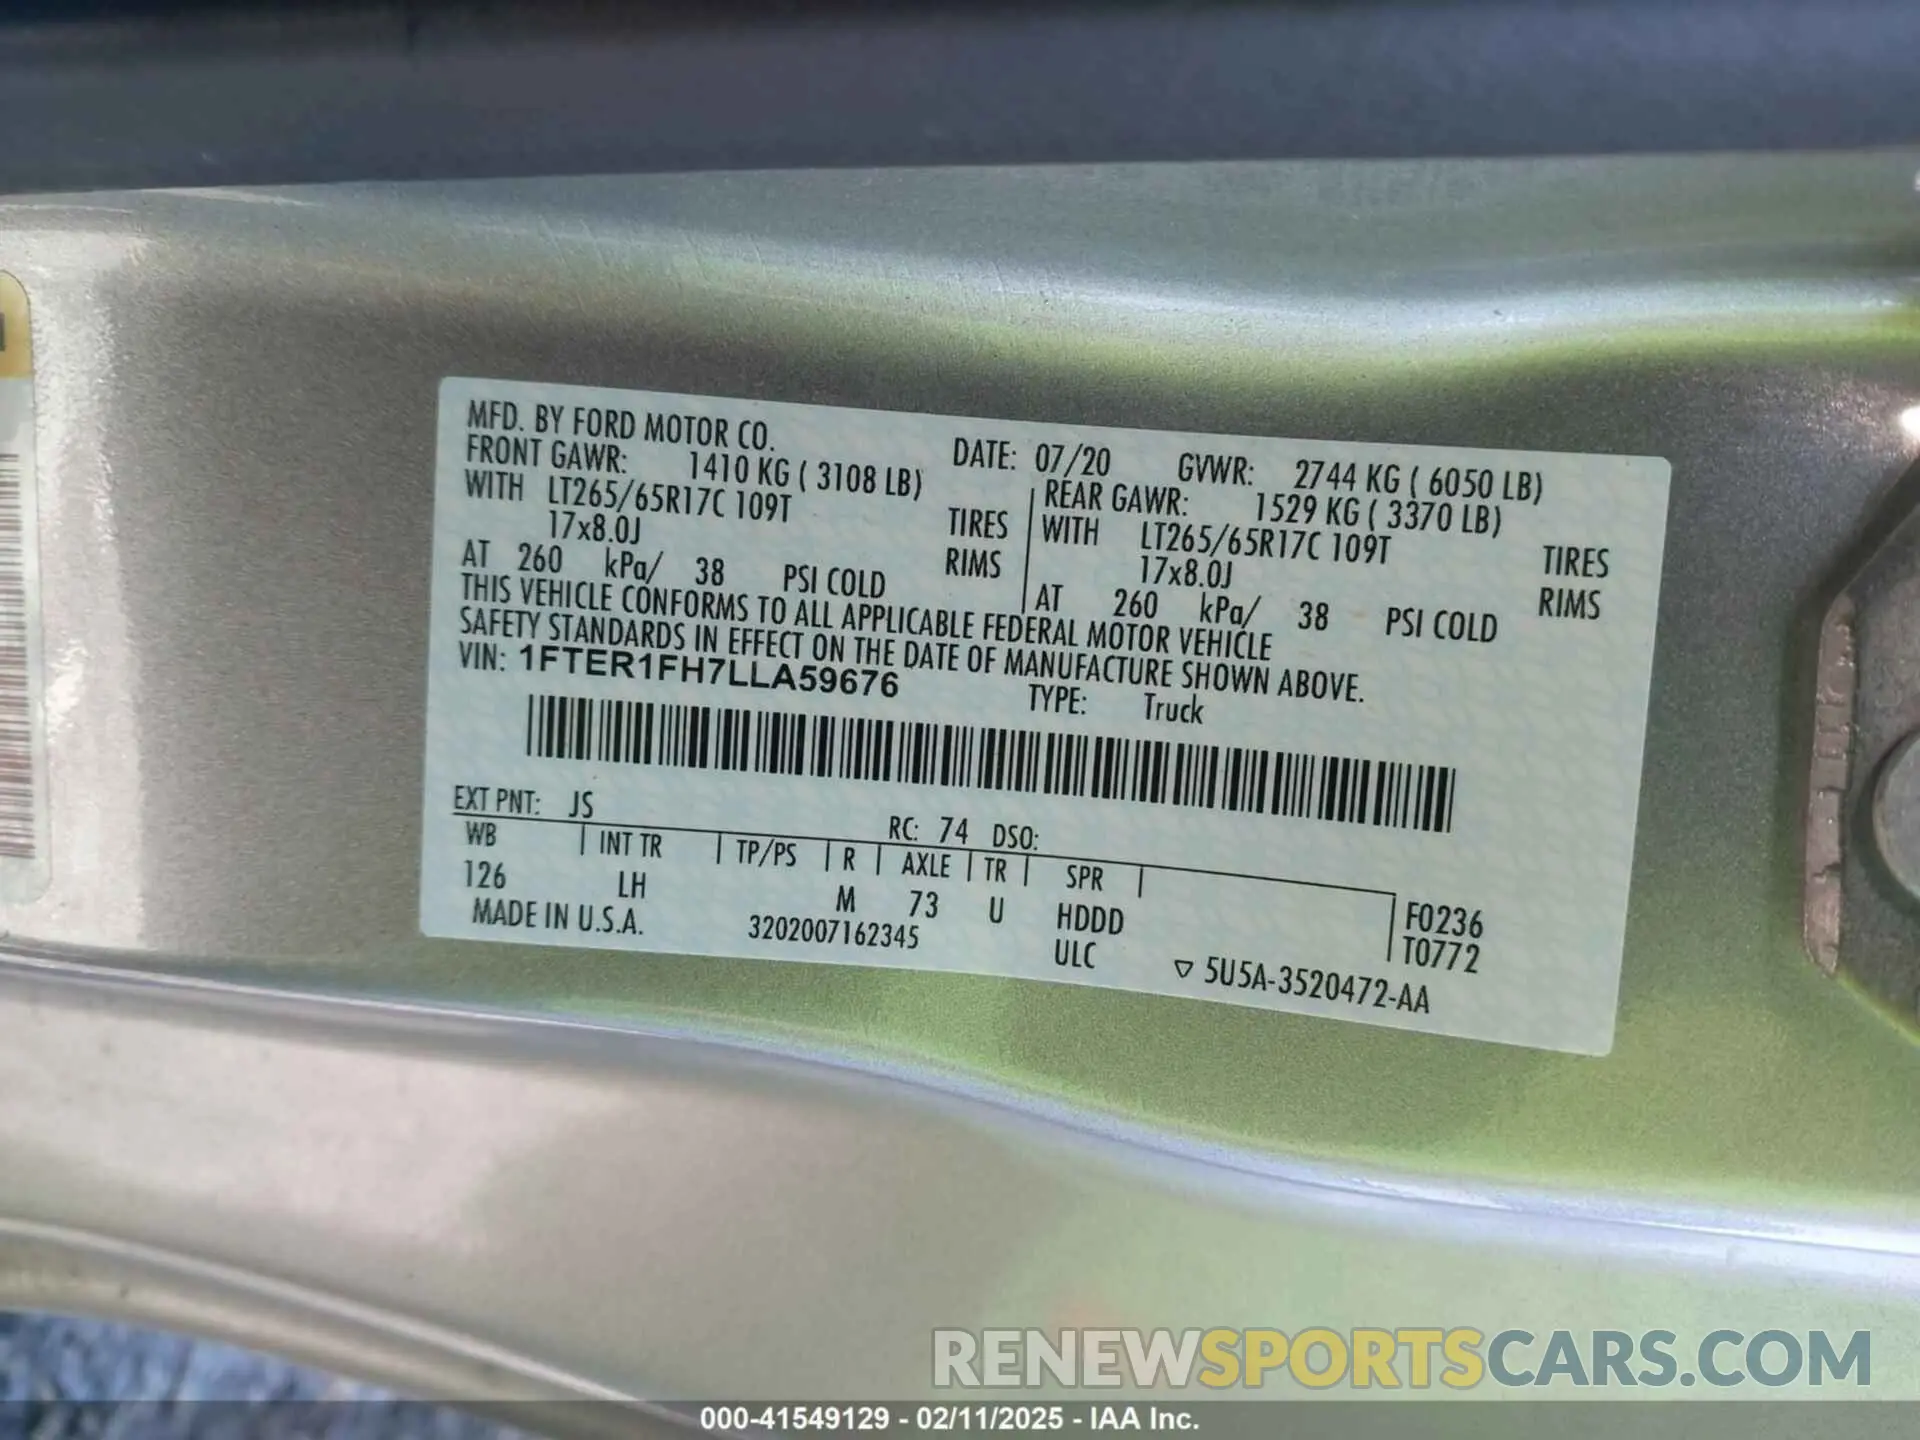 MFD. BY FORD MOTOR CO. DATE: 07/20 GVWR: 2744 KG ( 6050 LB)
FRONT GAWR: 1410 KG ( 3108 LB) REAR GAWR: 1529 KG ( 3370 LB)
WITH LT265/65R17C 109T TIRES WITH LT265/65R17C 109T TIRES
17x8.0J RIMS 17x8.0J RIMS
AT 260 kPa/ 38 PSI COLD AT 260 kPa/ 38 PSI COLD
THIS VEHICLE CONFORMS TO ALL APPLICABLE FEDERAL MOTOR VEHICLE
SAFETY STANDARDS IN EFFECT ON THE DATE OF MANUFACTURE SHOWN ABOVE.
VIN: 1FTER1FH7LLA59676 TYPE: Truck
EXT PNT: JS RC: 74 DSO:
WB INT TR TP/PS R AXLE TR SPR
126 LH M 73 U HDDD F0236
MADE IN U.S.A. 3202007162345 ULC T0772
▽ 5U5A-3520472-AA
RENEWSPORTSCARS.COM
000-41549129 - 02/11/2025 - IAA Inc.